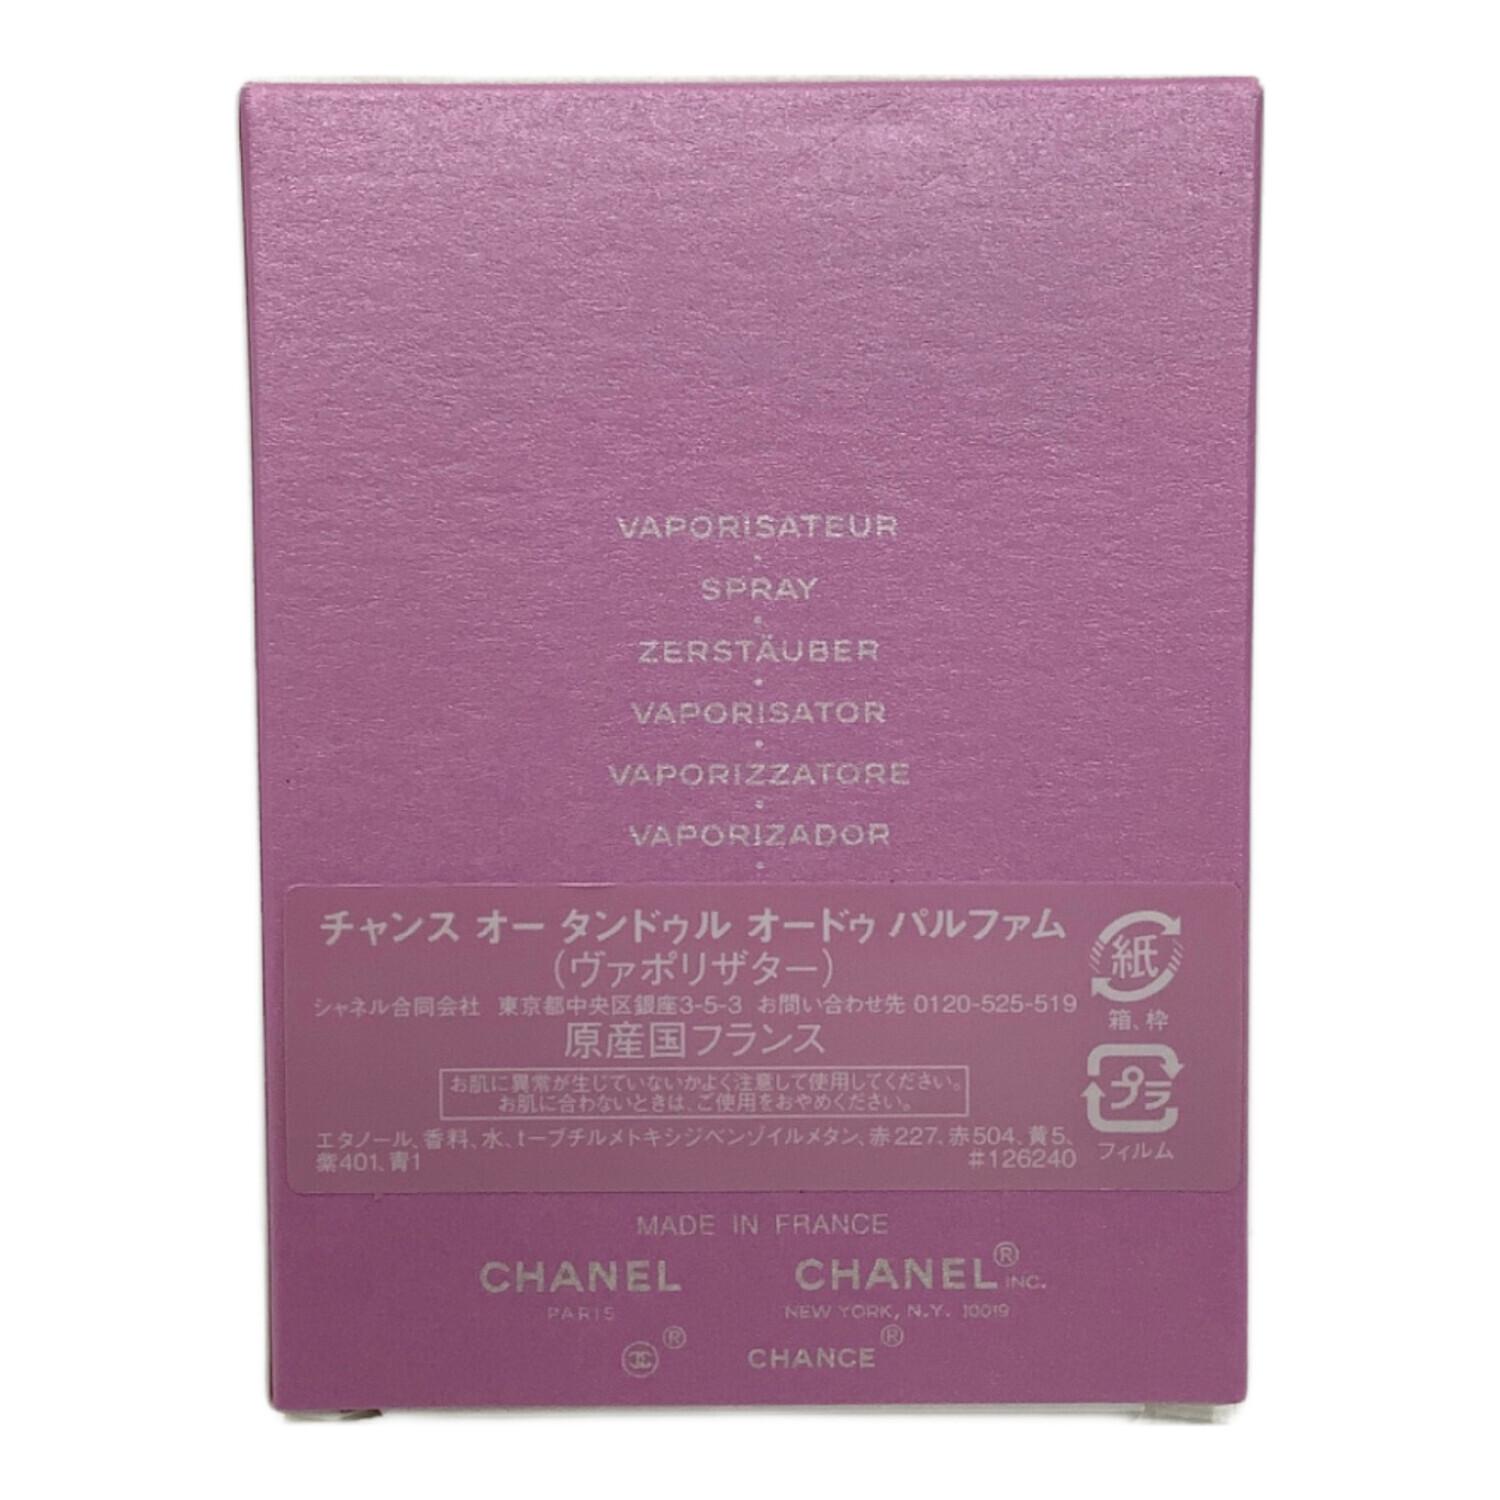 VAPORISATEUR
SPRAY
ZERSTÄUBER
VAPORISATOR
VAPORIZZATORE
VAPORIZADOR
チャンス オー タンドゥル オードゥ パルファム
(ヴァポリザター)
シャネル合同会社 東京都中央区銀座3-5-3 お問い合わせ先 0120-525-519
原産国フランス
お肌に異常が生じていないかよく注意して使用してください。
お肌に合わないときは、ご使用をおやめください。
エタノール、香料、水、t-ブチルメトキシジベンゾイルメタン、赤227、赤504、黄5、
紫401、青1 #126240
紙
箱、枠
プラ
フィルム
MADE IN FRANCE
CHANEL CHANEL® INC.
PARIS NEW YORK, N.Y. 10019
® CHANCE®